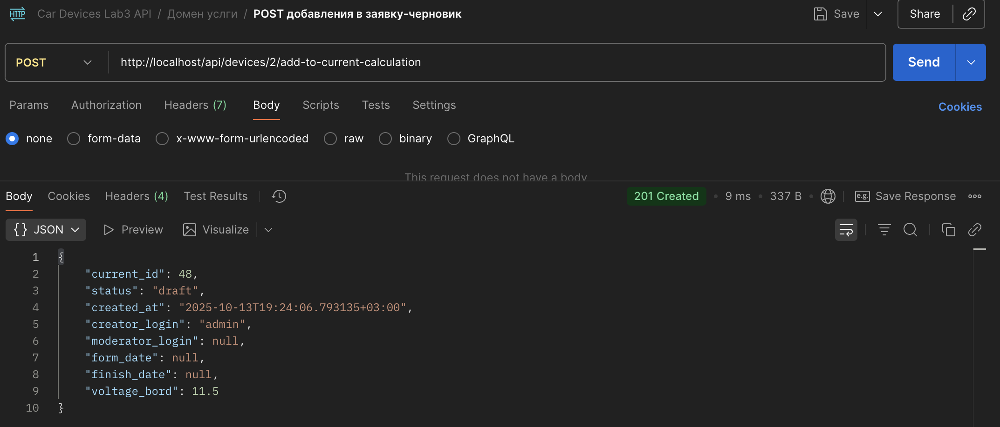 HTTP Car Devices Lab3 API / Домен услги / POST добавления в заявку-черновик Save Share
POST http://localhost/api/devices/2/add-to-current-calculation Send
Params Authorization Headers (7) Body Scripts Tests Settings Cookies
none form-data x-www-form-urlencoded raw binary GraphQL
This request does not have a body
Body Cookies Headers (4) Test Results 201 Created • 9 ms • 337 B • e.g. Save Response
{} JSON Preview Visualize
1 {
2 "current_id": 48,
3 "status": "draft",
4 "created_at": "2025-10-13T19:24:06.793135+03:00",
5 "creator_login": "admin",
6 "moderator_login": null,
7 "form_date": null,
8 "finish_date": null,
9 "voltage_bord": 11.5
10 }